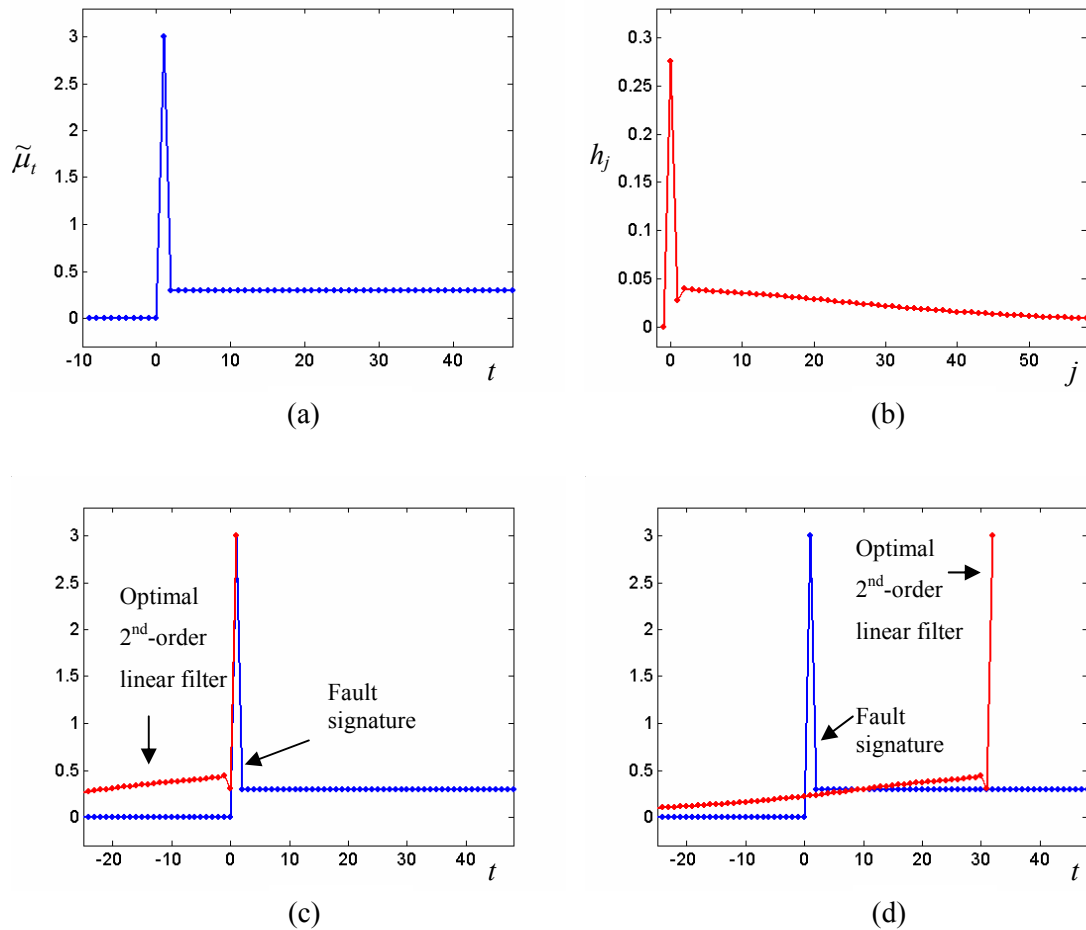 3
2.5
2
1.5
1
0.5
0
μ̃ₜ
-10 0 10 20 30 40
t
(a)
0.3
0.25
0.2
0.15
0.1
0.05
0
hⱼ
0 10 20 30 40 50
j
(b)
3
2.5
2
1.5
1
0.5
0
Optimal
2nd-order
linear filter
Fault
signature
-20 -10 0 10 20 30 40
t
(c)
3
2.5
2
1.5
1
0.5
0
Optimal
2nd-order
linear filter
Fault
signature
-20 -10 0 10 20 30 40
t
(d)